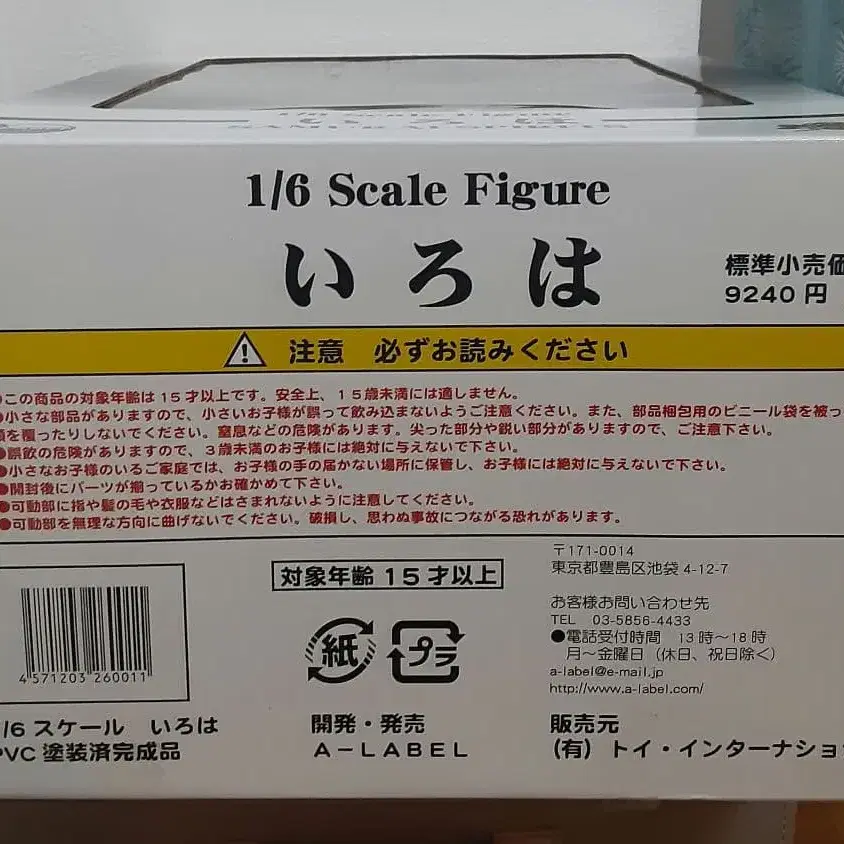 1/6 Scale Figure
いろは
標準小売価
9240 円
注意 必ずお読みください
●この商品の対象年齢は15才以上です。安全上、15歳未満には適しません。
●小さな部品がありますので、小さいお子様が誤って飲み込まないようご注意ください。また、部品梱包用のビニール袋を被っ
頭を覆ったりしないでください。窒息などの危険があります。尖った部分や鋭い部分がありますので、ご注意下さい。
●誤飲の危険がありますので、3歳未満のお子様には絶対に与えないで下さい。
●小さなお子様のいるご家庭では、お子様の手の届かない場所に保管し、お子様には絶対に与えないで下さい。
●開封後にパーツが揃っているかお確かめて下さい。
●可動部に指や髪の毛や衣服などはさまれないように注意してください。
●可動部を無理な方向に曲げないでください。破損し、思わぬ事故につながる恐れがあります。
4 571203 260011
/6 スケール いろは
PVC 塗装済完成品
対象年齢 15 才以上
紙
プラ
開発・発売
A-LABEL
〒171-0014
東京都豊島区池袋 4-12-7
お客様お問い合わせ先
TEL 03-5856-4433
●電話受付時間 13 時～18 時
月～金曜日（休日、祝日除く）
a-label@e-mail.jp
http://www.a-label.com/
販売元
（有）トイ・インターナショ